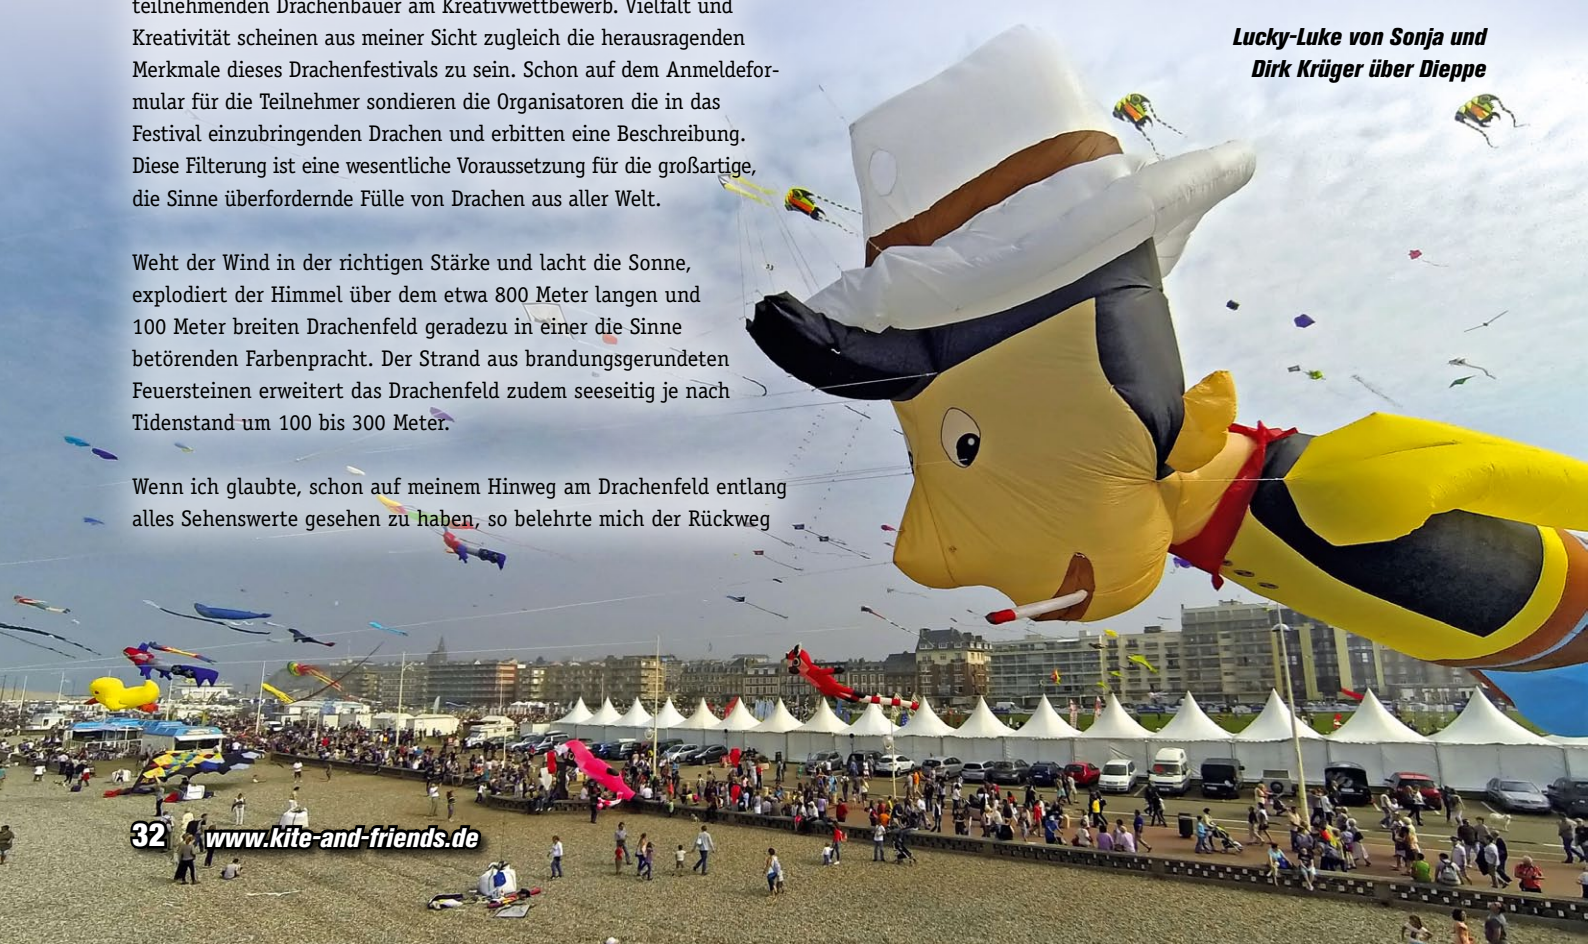 teilnehmenden Drachenbauer am Kreativwettbewerb. Vielfalt und
Kreativität scheinen aus meiner Sicht zugleich die herausragenden
Merkmale dieses Drachenfestivals zu sein. Schon auf dem Anmeldefor-
mular für die Teilnehmer sondieren die Organisatoren die in das
Festival einzubringenden Drachen und erbitten eine Beschreibung.
Diese Filterung ist eine wesentliche Voraussetzung für die großartige,
die Sinne überfordernde Fülle von Drachen aus aller Welt.
Weht der Wind in der richtigen Stärke und lacht die Sonne,
explodiert der Himmel über dem etwa 800 Meter langen und
100 Meter breiten Drachenfeld geradezu in einer die Sinne
betörenden Farbenpracht. Der Strand aus brandungsgerundeten
Feuersteinen erweitert das Drachenfeld zudem seeseitig je nach
Tidenstand um 100 bis 300 Meter.
Wenn ich glaubte, schon auf meinem Hinweg am Drachenfeld entlang
alles Sehenswerte gesehen zu haben, so belehrte mich der Rückweg
Lucky-Luke von Sonja und
Dirk Krüger über Dieppe
32 www.kite-and-friends.de